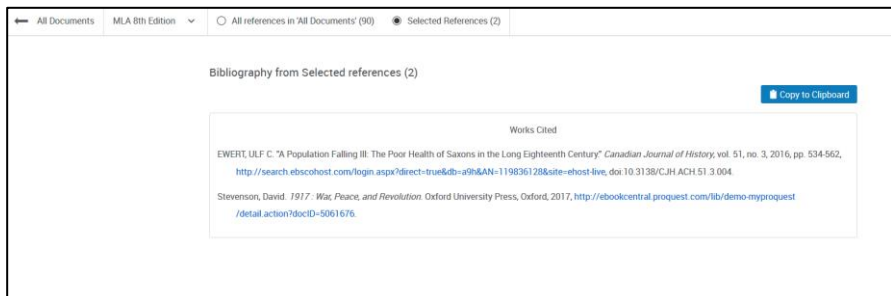 All Documents MLA 8th Edition All references in 'All Documents' (90) Selected References (2)
Bibliography from Selected references (2)
Copy to Clipboard
Works Cited
EWERT, ULF C. "A Population Falling Ill: The Poor Health of Saxons in the Long Eighteenth Century." Canadian Journal of History, vol. 51, no. 3, 2016, pp. 534-562,
http://search.ebscohost.com/login.aspx?direct=true&db=a9h&AN=119836128&site=ehost-live, doi:10.3138/CJH.ACH.51.3.004.
Stevenson, David. 1917 : War, Peace, and Revolution. Oxford University Press, Oxford, 2017, http://ebookcentral.proquest.com/lib/demo-myproquest
/detail.action?docID=5061676.